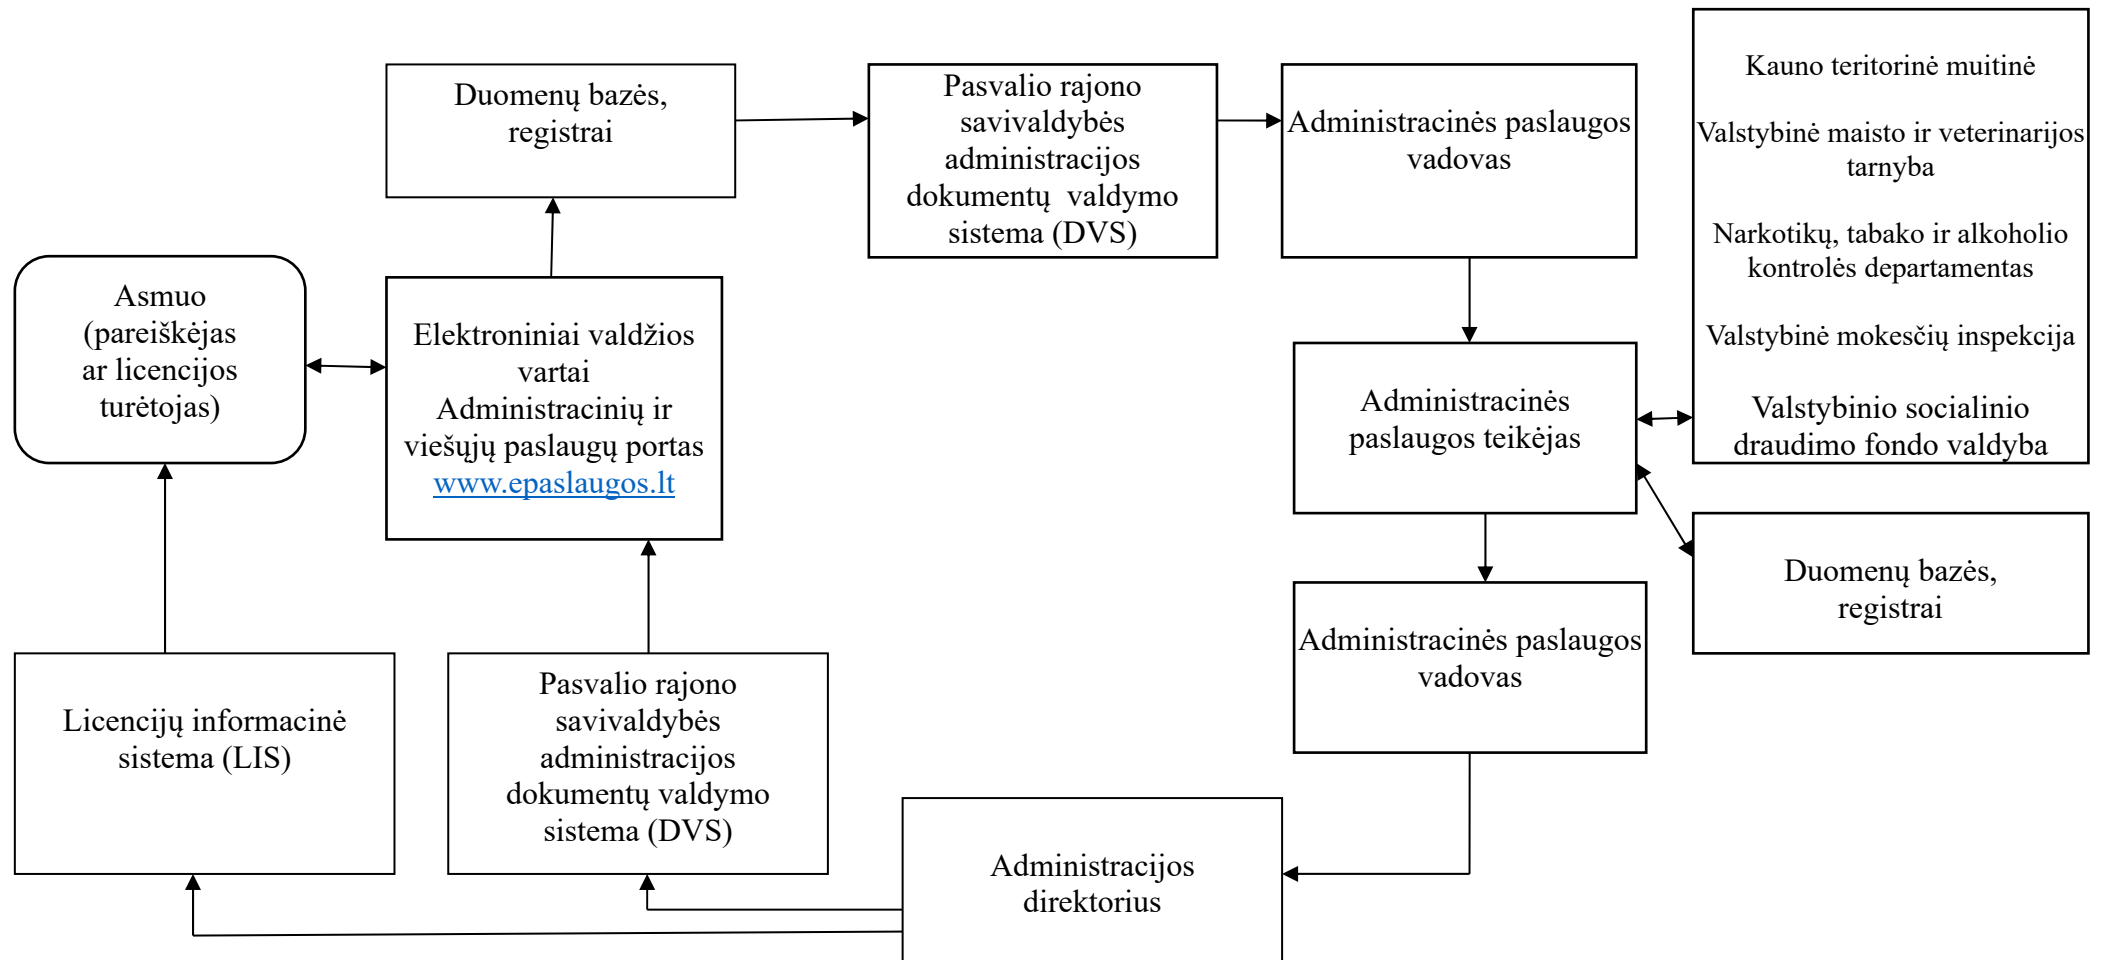 Duomenų bazės,
registrai
Pasvalio rajono
savivaldybės
administracijos
dokumentų valdymo
sistema (DVS)
Administracinės paslaugos
vadovas
Kauno teritorinė muitinė
Valstybinė maisto ir veterinarijos
tarnyba
Narkotikų, tabako ir alkoholio
kontrolės departamentas
Valstybinė mokesčių inspekcija
Valstybinio socialinio
draudimo fondo valdyba
Asmuo
(pareiškėjas
ar licencijos
turėtojas)
Elektroniniai valdžios
vartai
Administracinių ir
viešųjų paslaugų portas
www.epaslaugos.lt
Administracinės
paslaugos teikėjas
Duomenų bazės,
registrai
Administracinės paslaugos
vadovas
Licencijų informacinė
sistema (LIS)
Pasvalio rajono
savivaldybės
administracijos
dokumentų valdymo
sistema (DVS)
Administracijos
direktorius